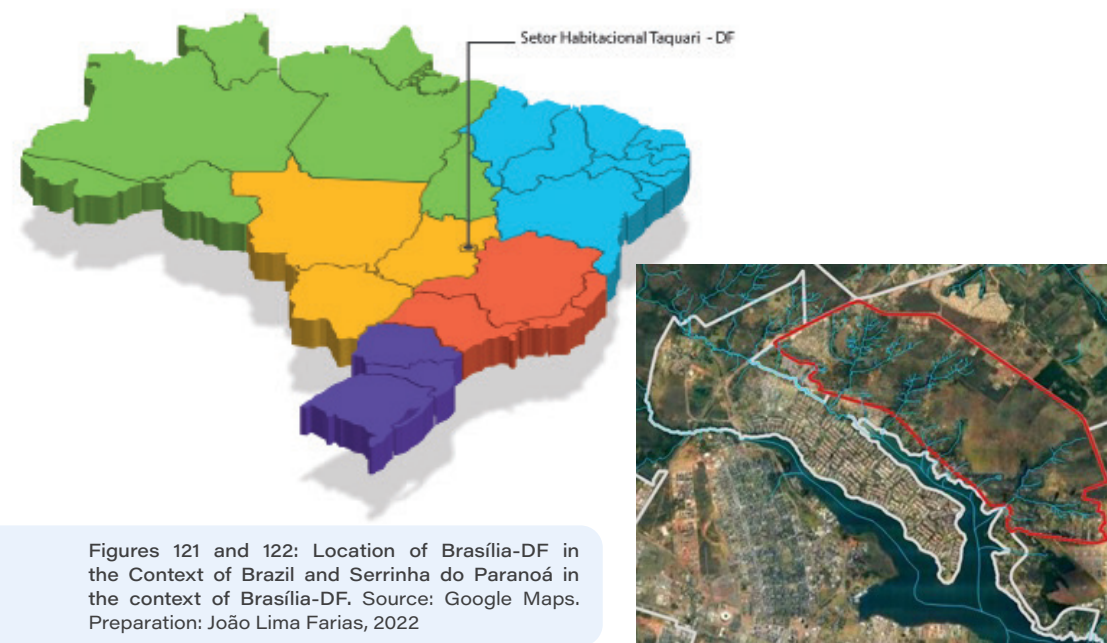 Setor Habitacional Taquari - DF
Figures 121 and 122: Location of Brasília-DF in
the Context of Brazil and Serrinha do Paranoá in
the context of Brasília-DF. Source: Google Maps.
Preparation: João Lima Farias, 2022